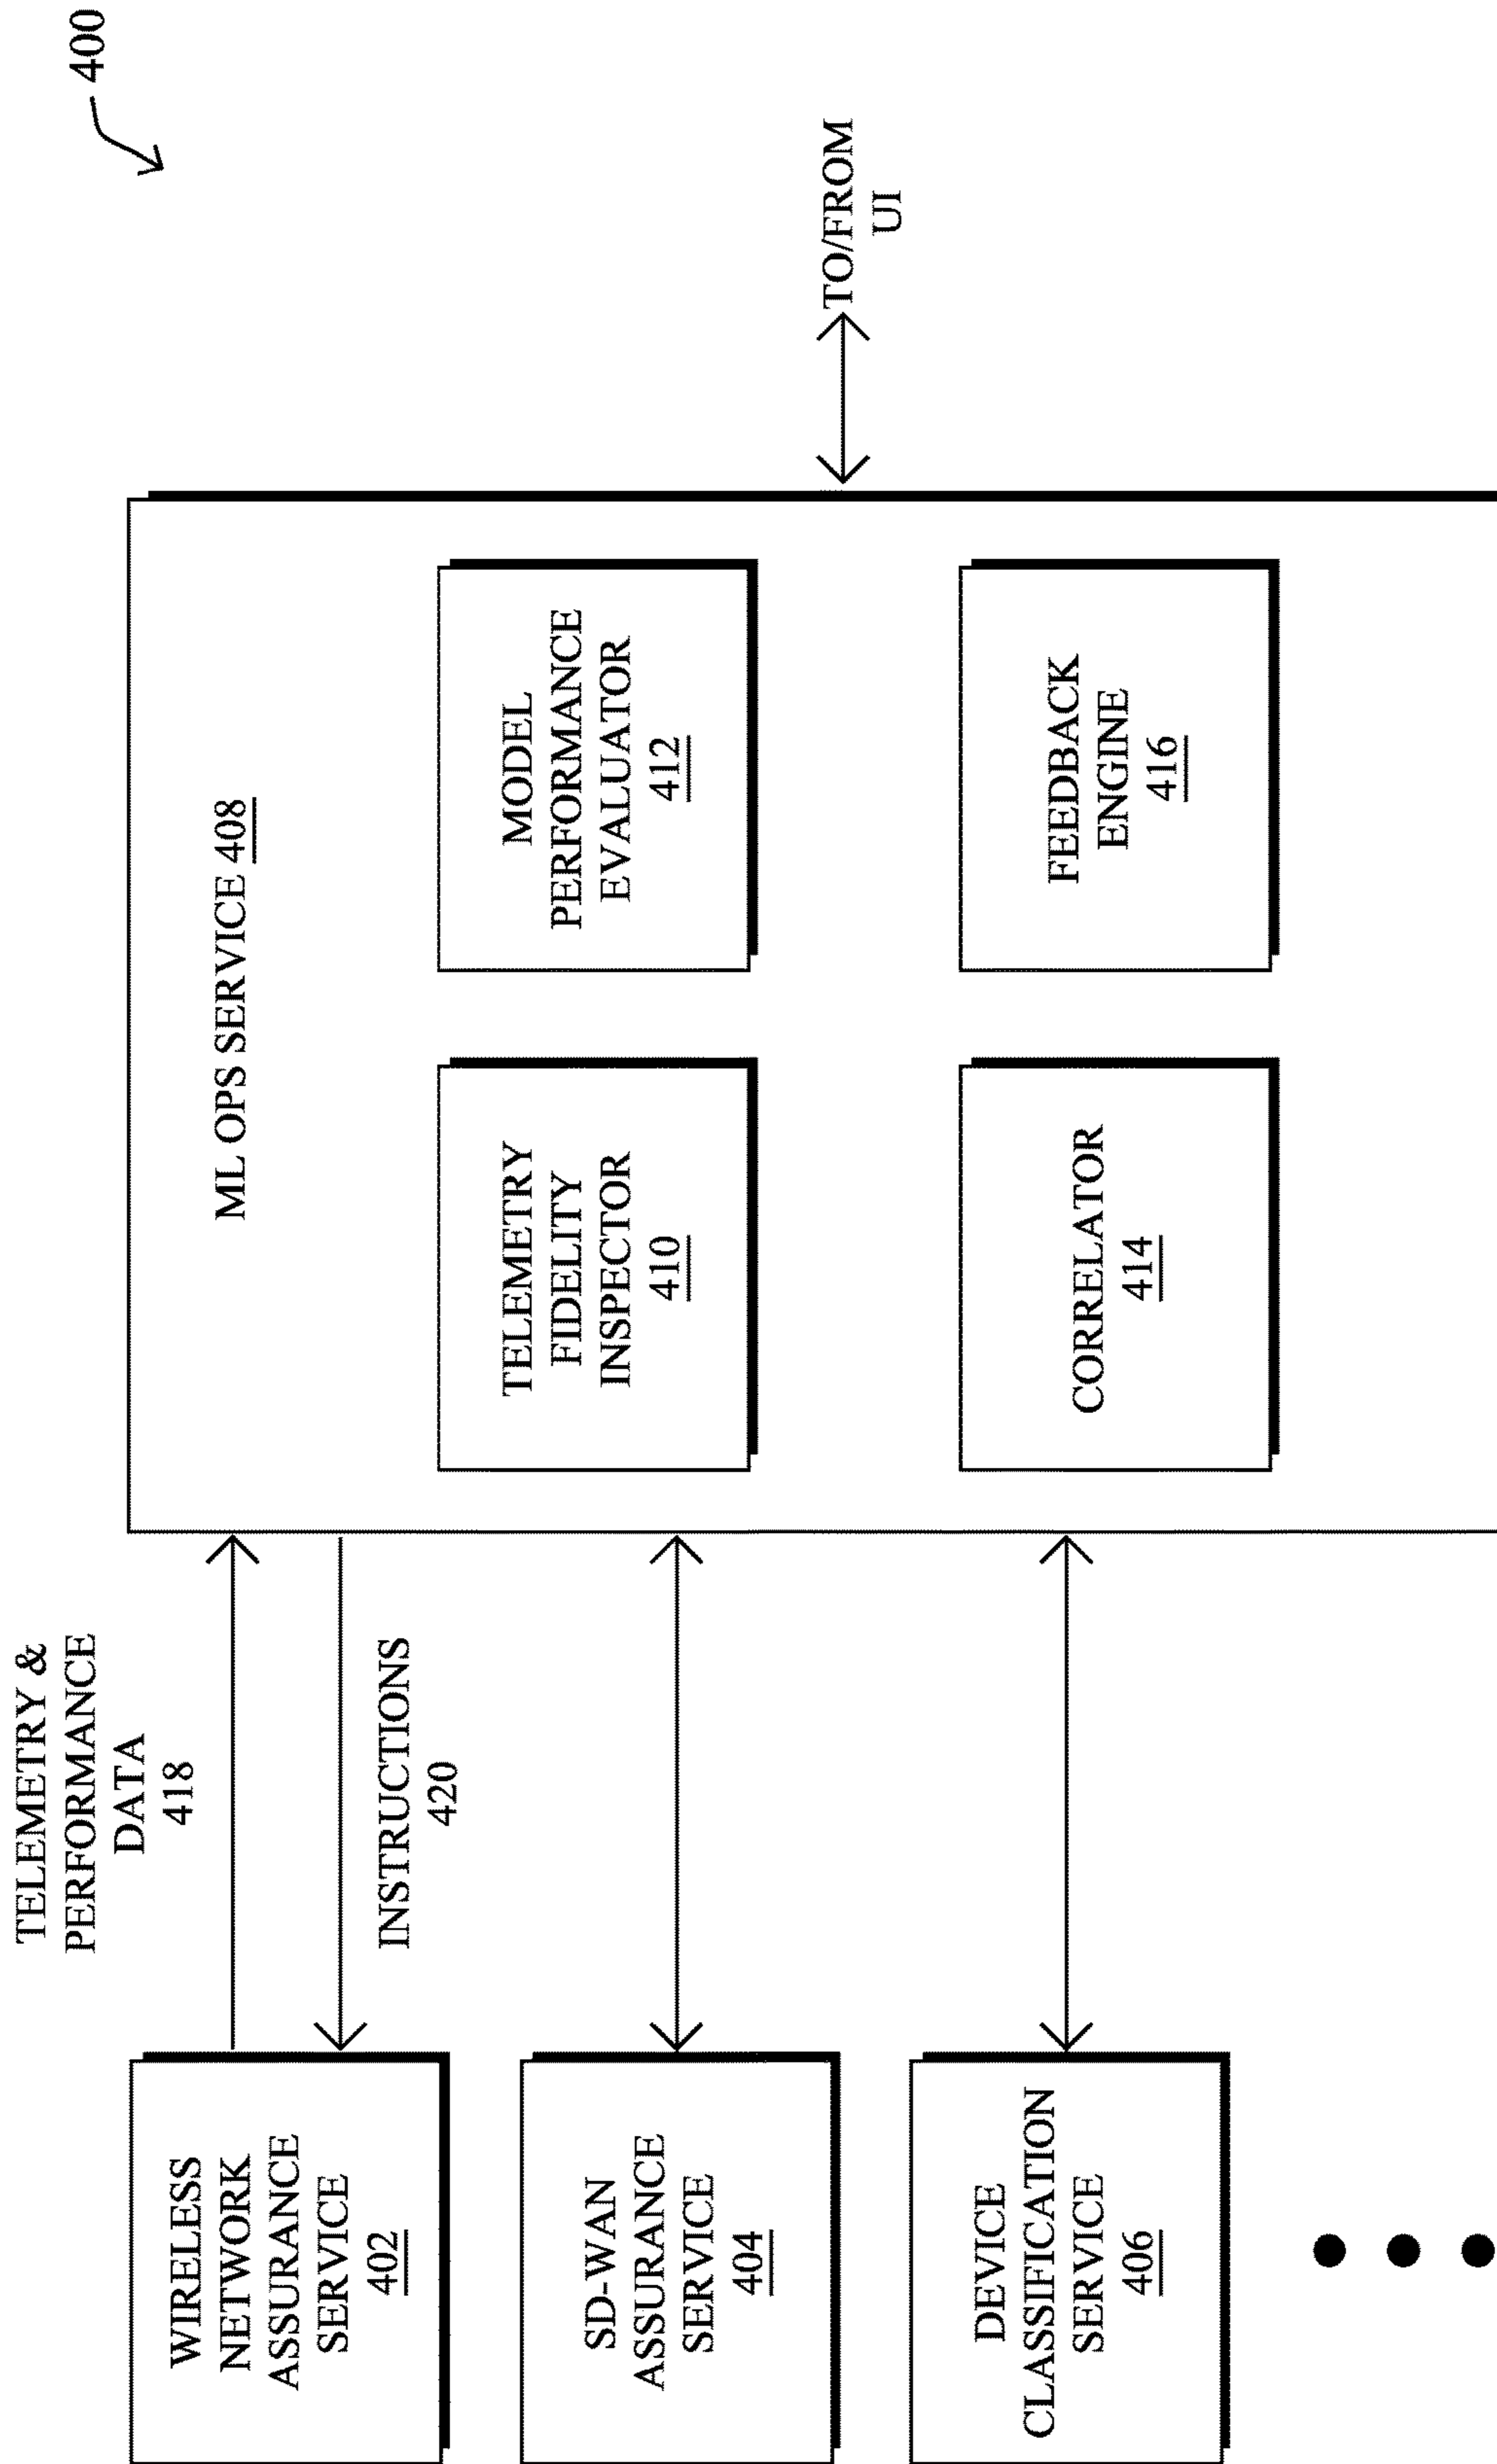 400
TELEMETRY &
PERFORMANCE
DATA
418
INSTRUCTIONS
420
WIRELESS
NETWORK
ASSURANCE
SERVICE
402
SD-WAN
ASSURANCE
SERVICE
404
DEVICE
CLASSIFICATION
SERVICE
406
ML OPS SERVICE 408
TELEMETRY
FIDELITY
INSPECTOR
410
MODEL
PERFORMANCE
EVALUATOR
412
CORRELATOR
414
FEEDBACK
ENGINE
416
TO/FROM
UI